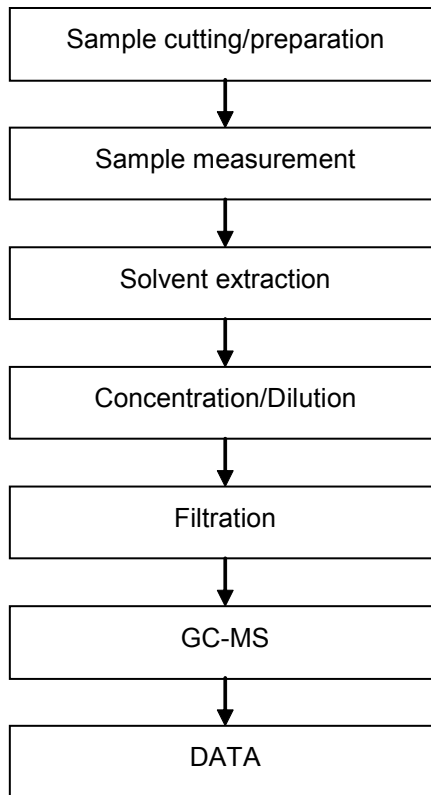 Sample cutting/preparation
Sample measurement
Solvent extraction
Concentration/Dilution
Filtration
GC-MS
DATA